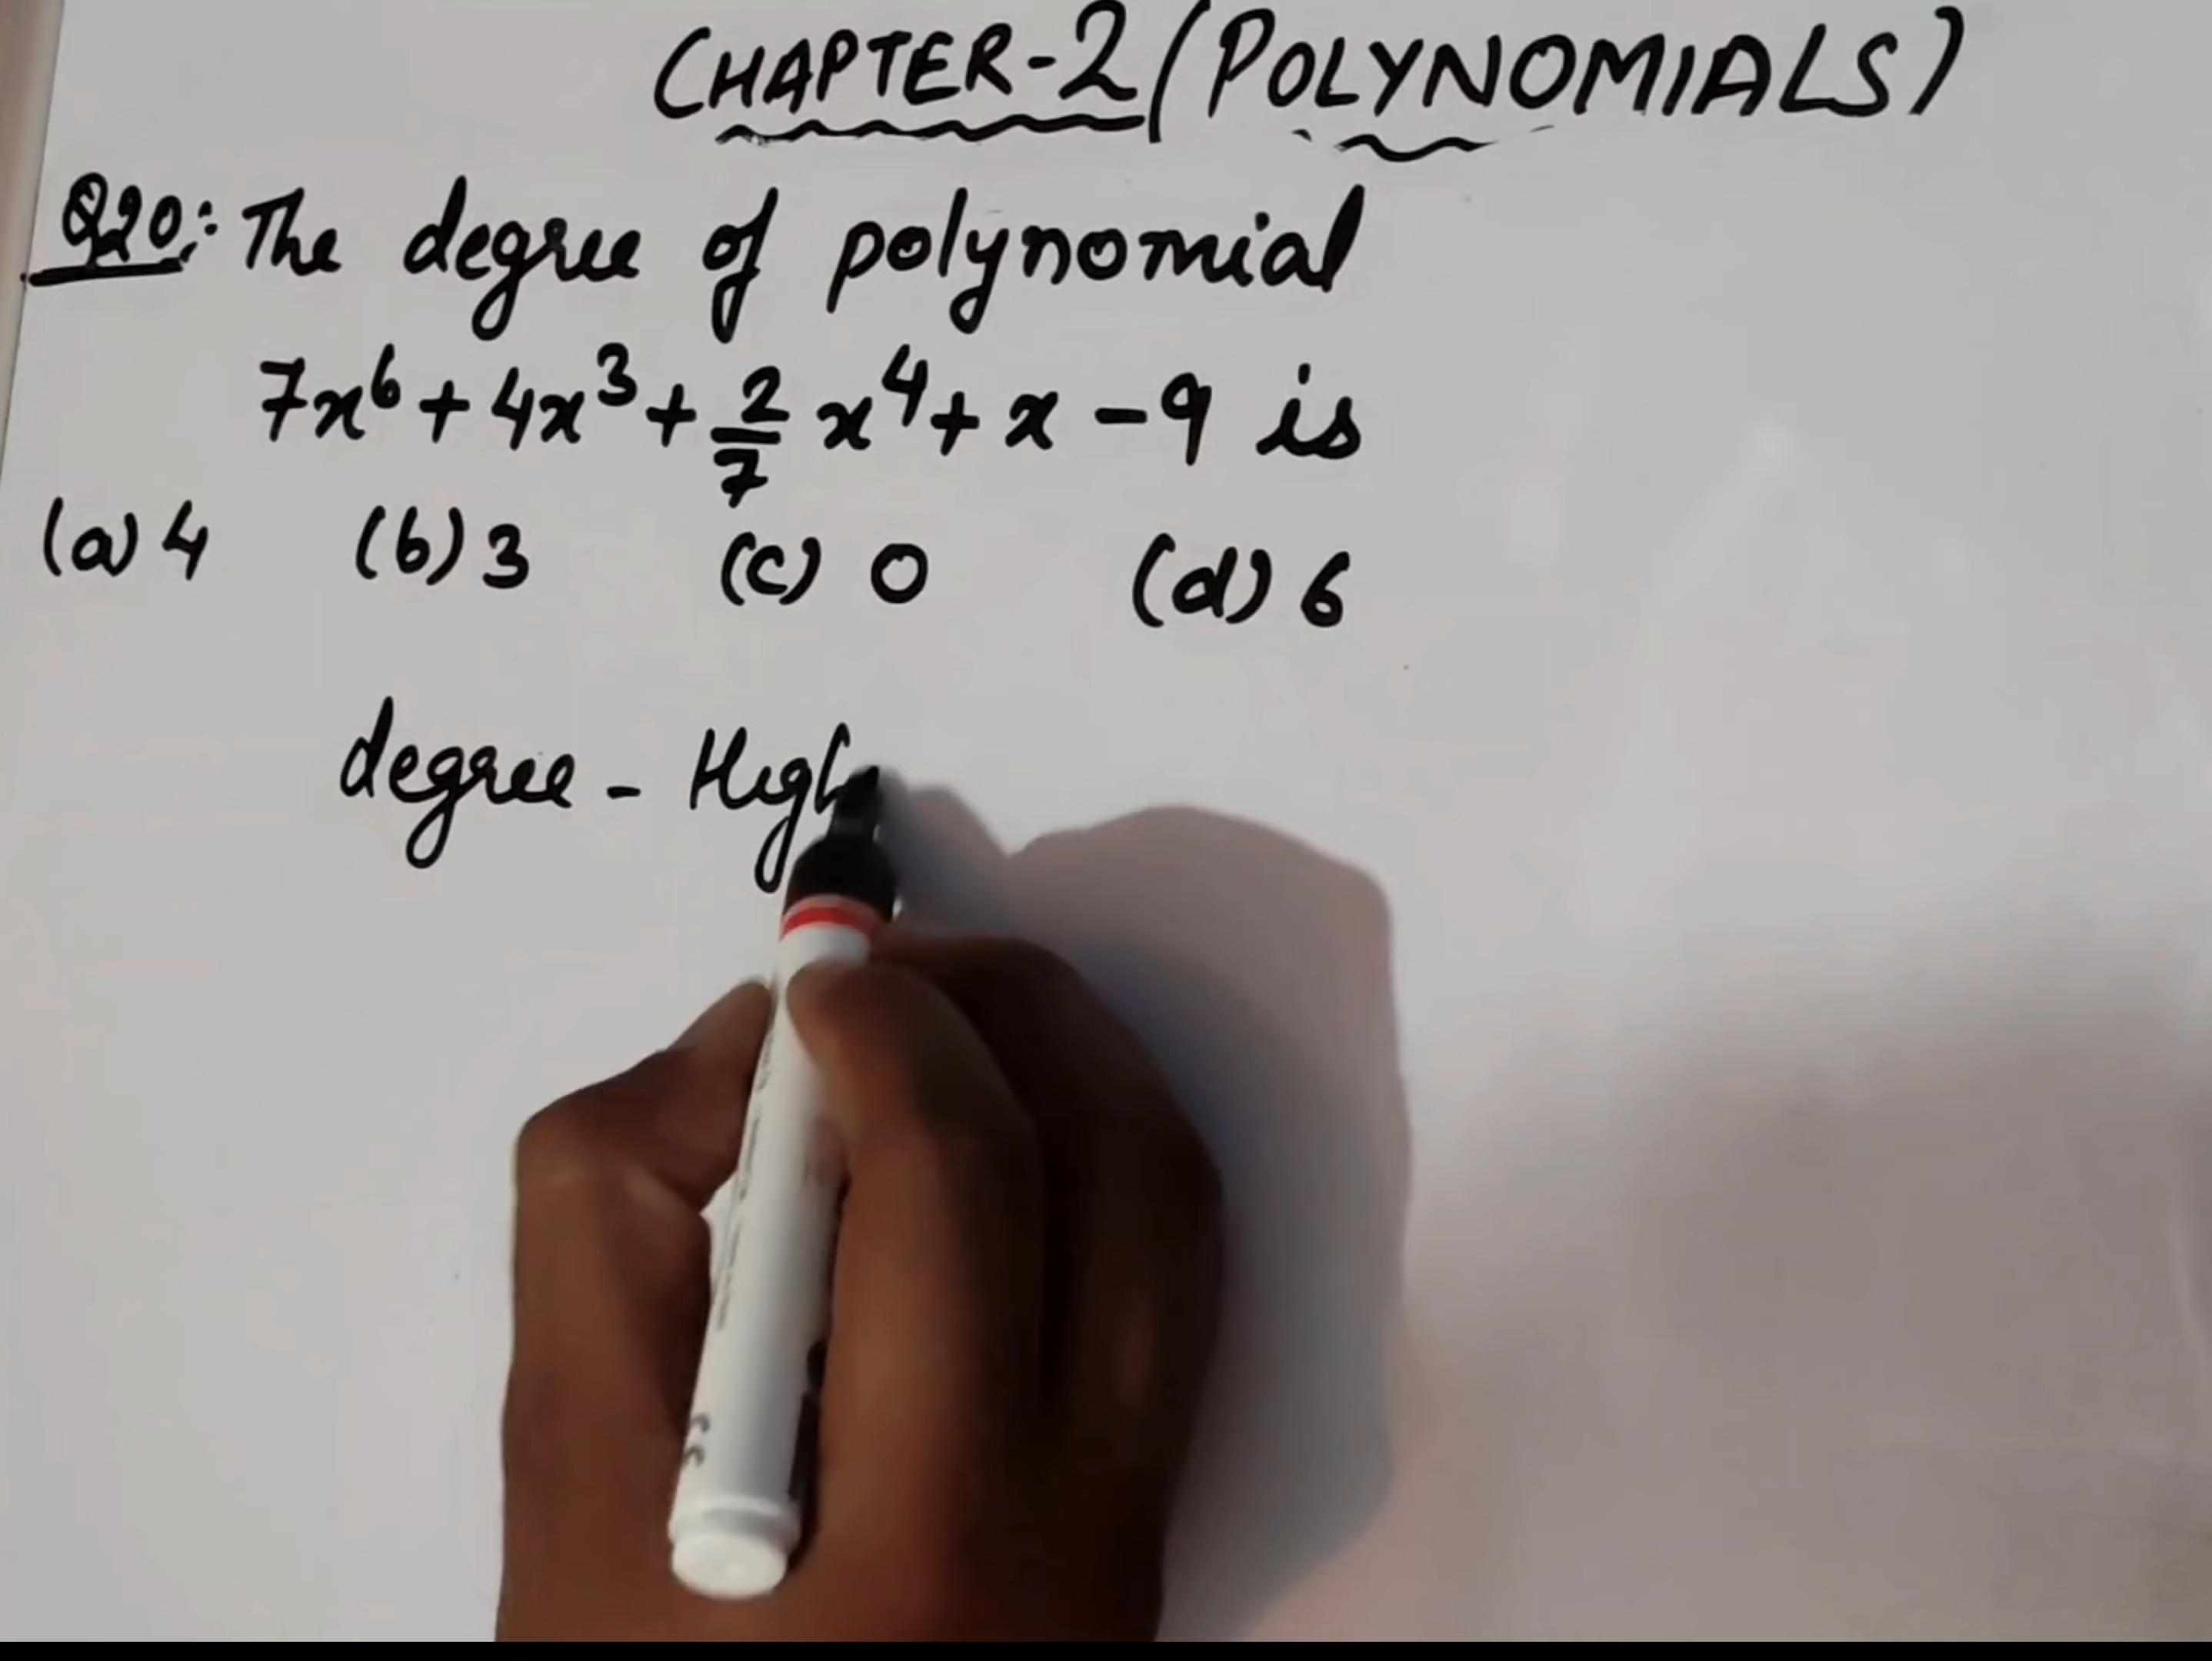 CHAPTER-2 (POLYNOMIALS)
Q20:- The degree of polynomial
7x⁶ + 4x³ + 2/7 x⁴ + x - 9 is
(a) 4 (b) 3 (c) 0 (d) 6
degree - High
CE